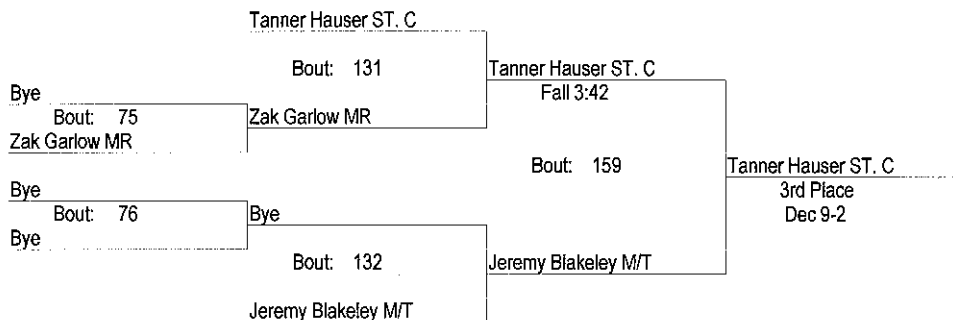 Tanner Hauser ST. C
Bout: 131
Tanner Hauser ST. C
Fall 3:42
Bye
Bout: 75
Zak Garlow MR
Zak Garlow MR
Bout: 159
Tanner Hauser ST. C
3rd Place
Dec 9-2
Bye
Bout: 76
Bye
Bye
Bout: 132
Jeremy Blakeley M/T
Jeremy Blakeley M/T